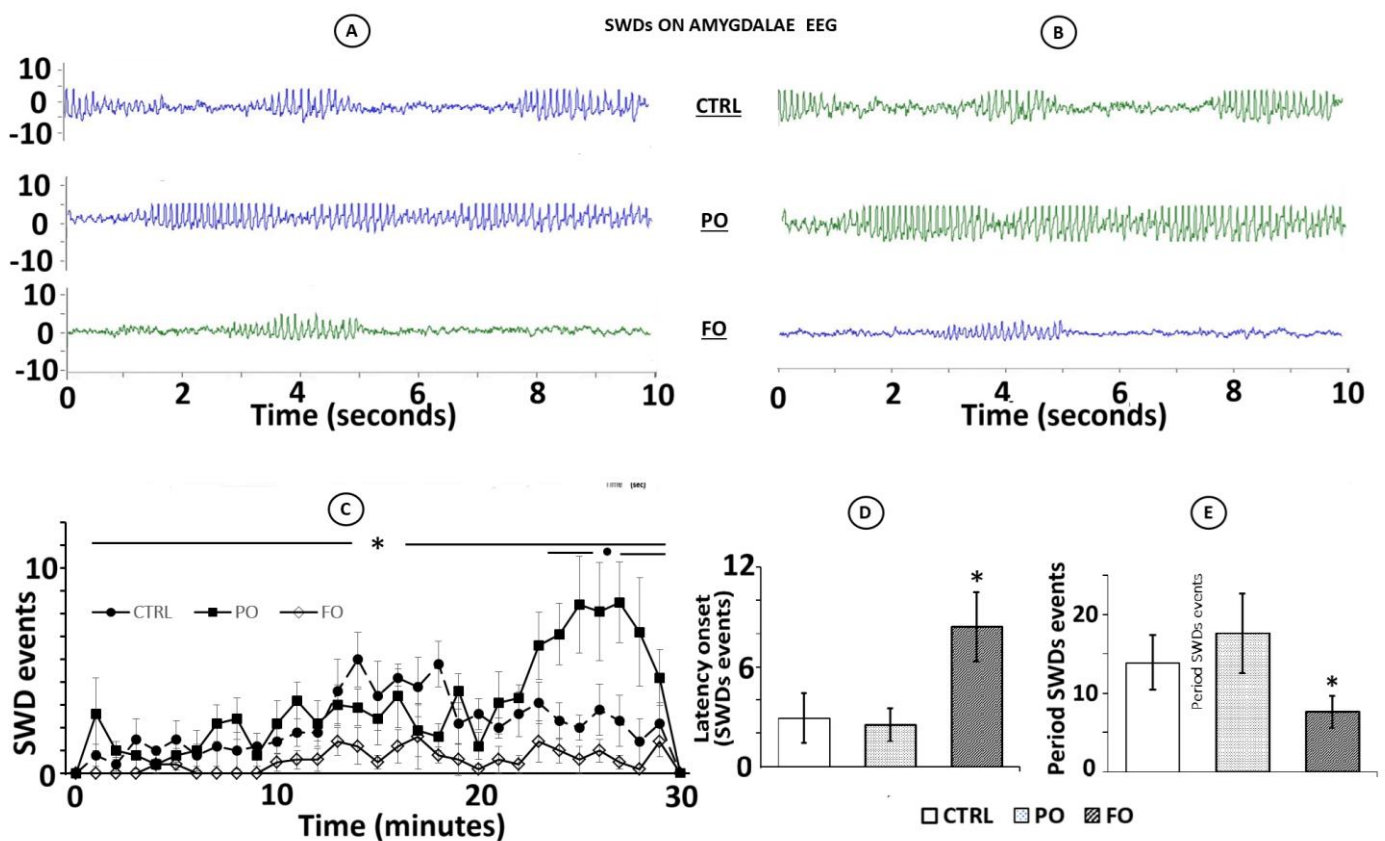 SWDs ON AMYGDALAE EEG
A
B
10
0
-10
CTRL
10
0
-10
PO
10
0
-10
FO
0 2 4 6 8 10
Time (seconds)
0 2 4 6 8 10
Time (seconds)
Time (sec)
C
*
10
0
SWD events
CTRL PO FO
0 10 20 30
Time (minutes)
D
12
6
0
Latency onset
(SWDs events)
*
E
20
10
0
Period SWDs events
Period SWDs events
*
CTRL PO FO